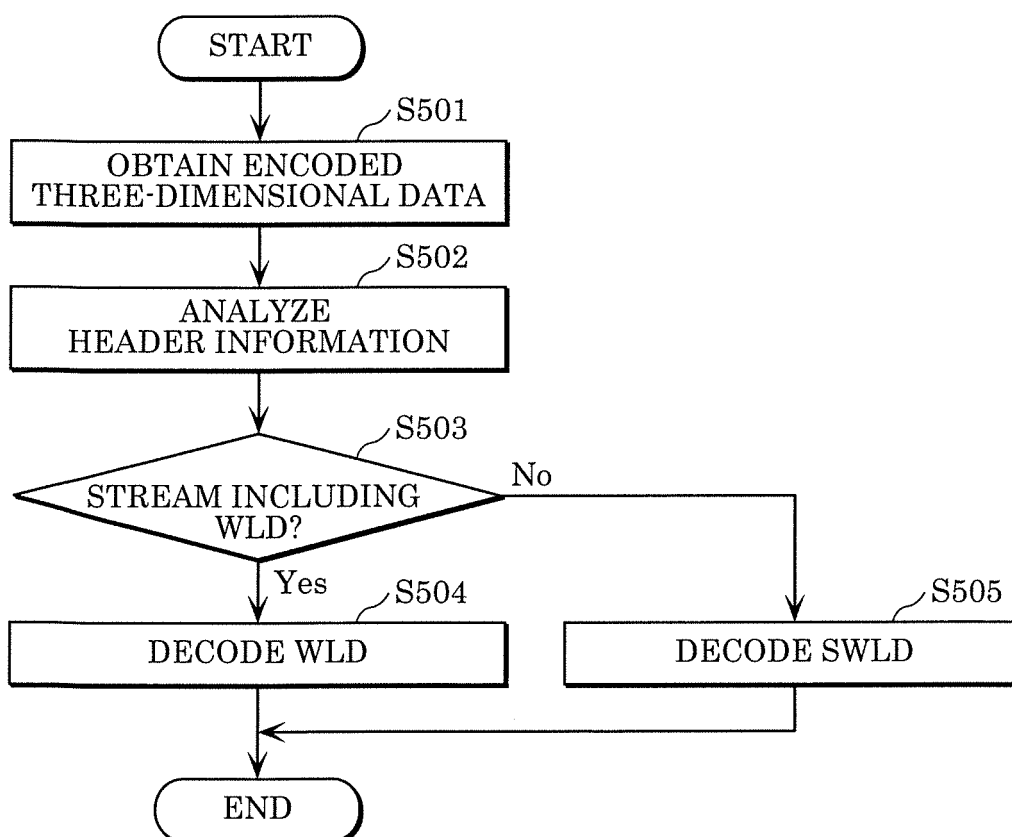 START
S501
OBTAIN ENCODED
THREE-DIMENSIONAL DATA
S502
ANALYZE
HEADER INFORMATION
S503
STREAM INCLUDING
WLD?
No
Yes
S504
DECODE WLD
S505
DECODE SWLD
END